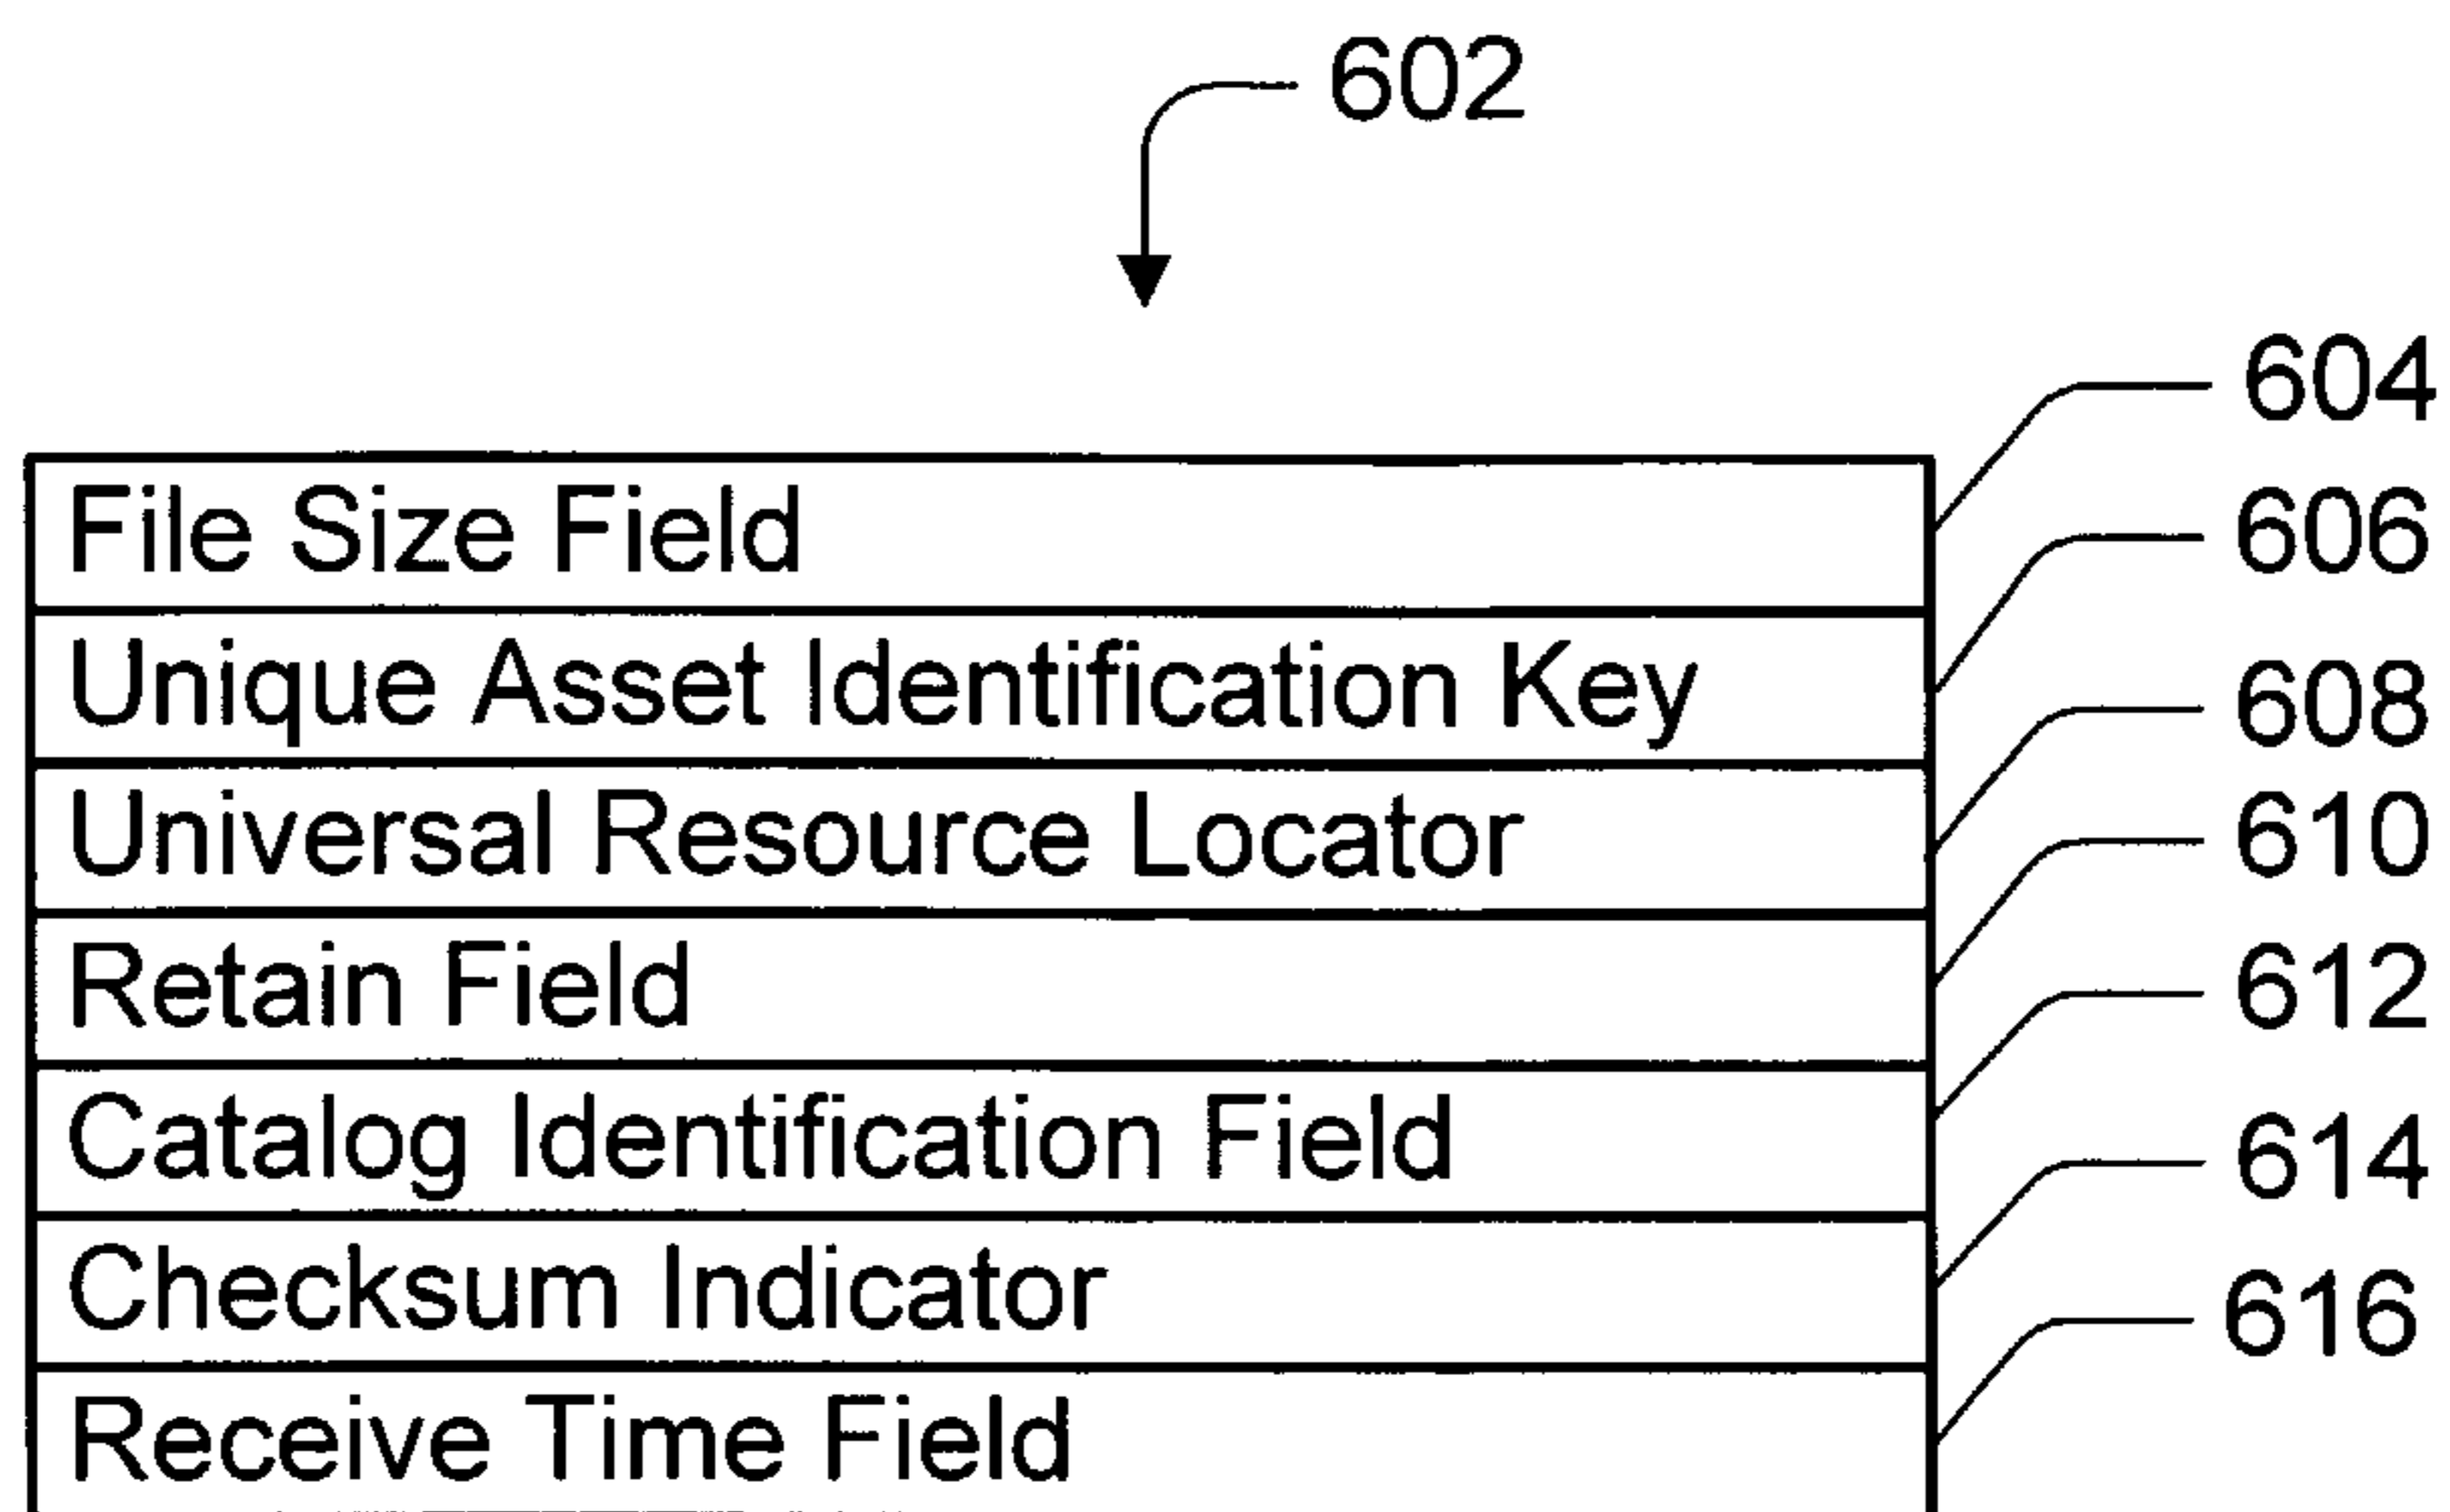 602
604
File Size Field
606
Unique Asset Identification Key
608
Universal Resource Locator
610
Retain Field
612
Catalog Identification Field
614
Checksum Indicator
616
Receive Time Field